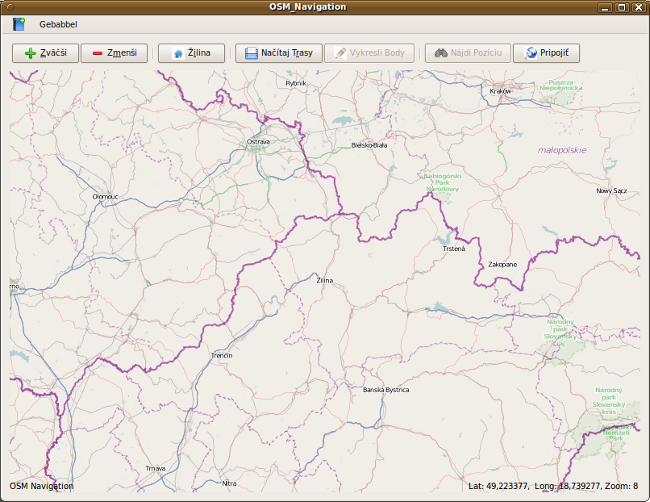 OSM_Navigation
Gebabbel
Zväčši
Zmenši
Žilina
Načítaj Trasy
Vykresli Body
Nájdi Pozíciu
Pripojiť
Rybnik
Kraków
Puszcza
Niepołomicka
Ostrava
Bielsko-Biała
małopolskie
Babiogórski
Park
Narodowy
Nowy Sącz
Olomouc
Trstená
Zakopane
Žilina
rno
Národný
park
Slovenský
raj
Trenčín
Banská Bystrica
Národný
park
Slovenský
kras
Nemzeti
Park
Trnava
Nitra
OSM Navigation
Lat: 49,223377, Long: 18,739277, Zoom: 8